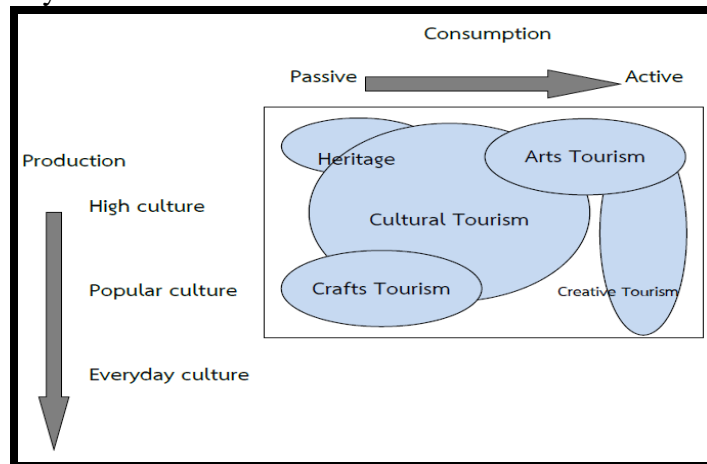 Consumption
Passive Active
Production
Heritage Arts Tourism
High culture
Cultural Tourism
Popular culture Crafts Tourism Creative Tourism
Everyday culture